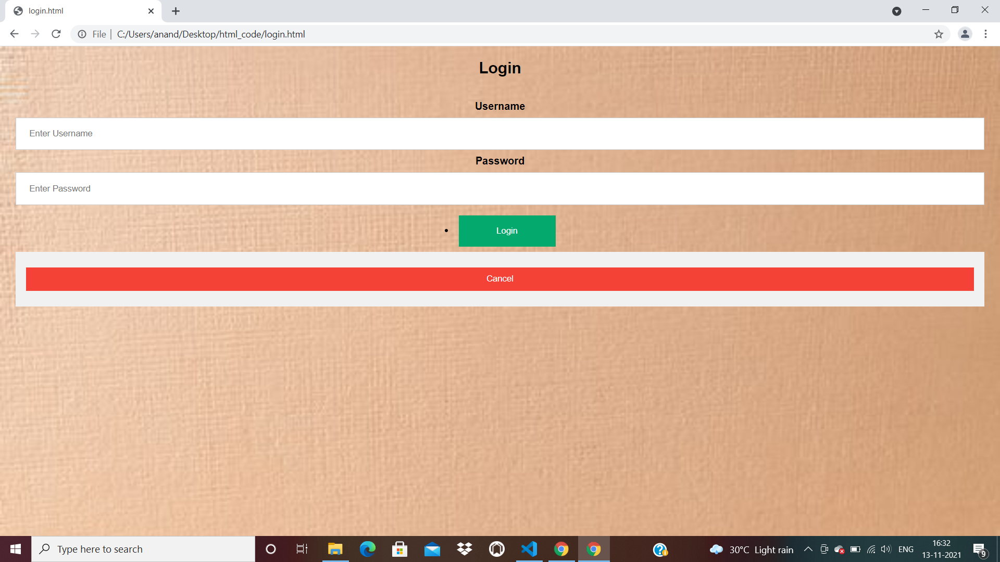 login.html
File | C:/Users/anand/Desktop/html_code/login.html
Login
Username
Enter Username
Password
Enter Password
• Login
Cancel
Type here to search
30°C Light rain
ENG
16:32
13-11-2021
9